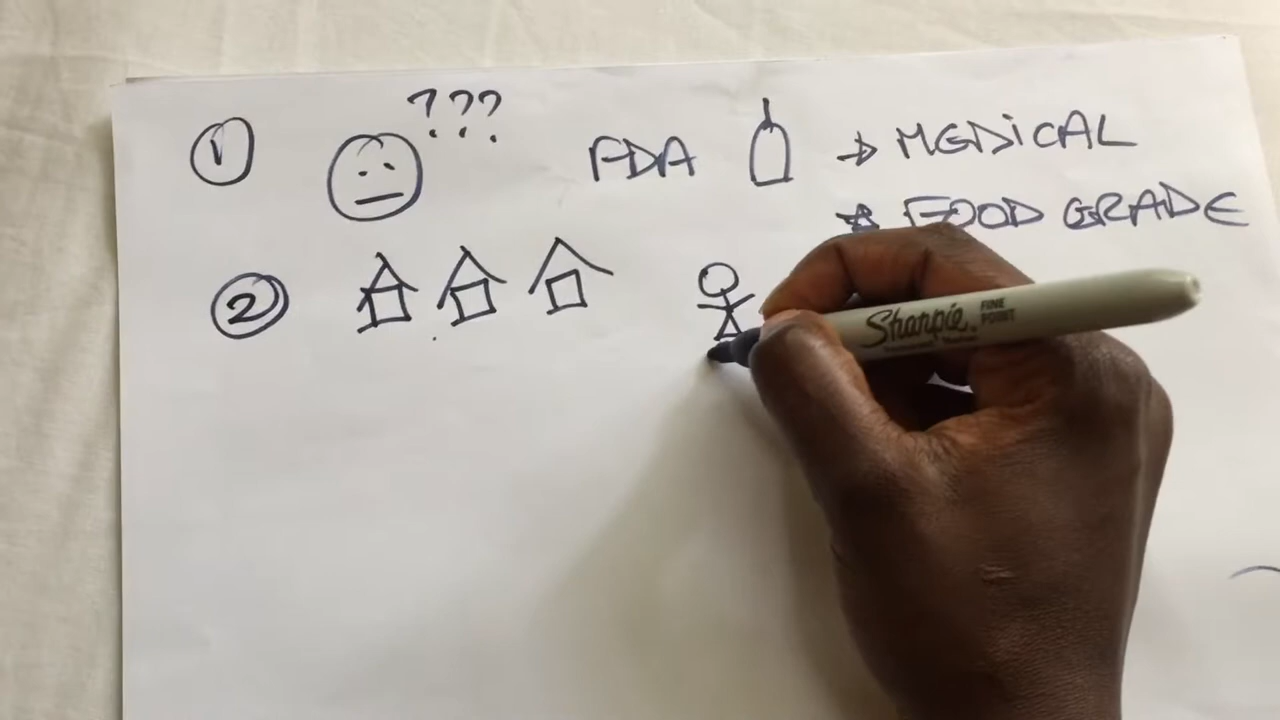 1 ??? FDA → MEDICAL
FOOD GRADE
2
Sharpie
FINE
POINT